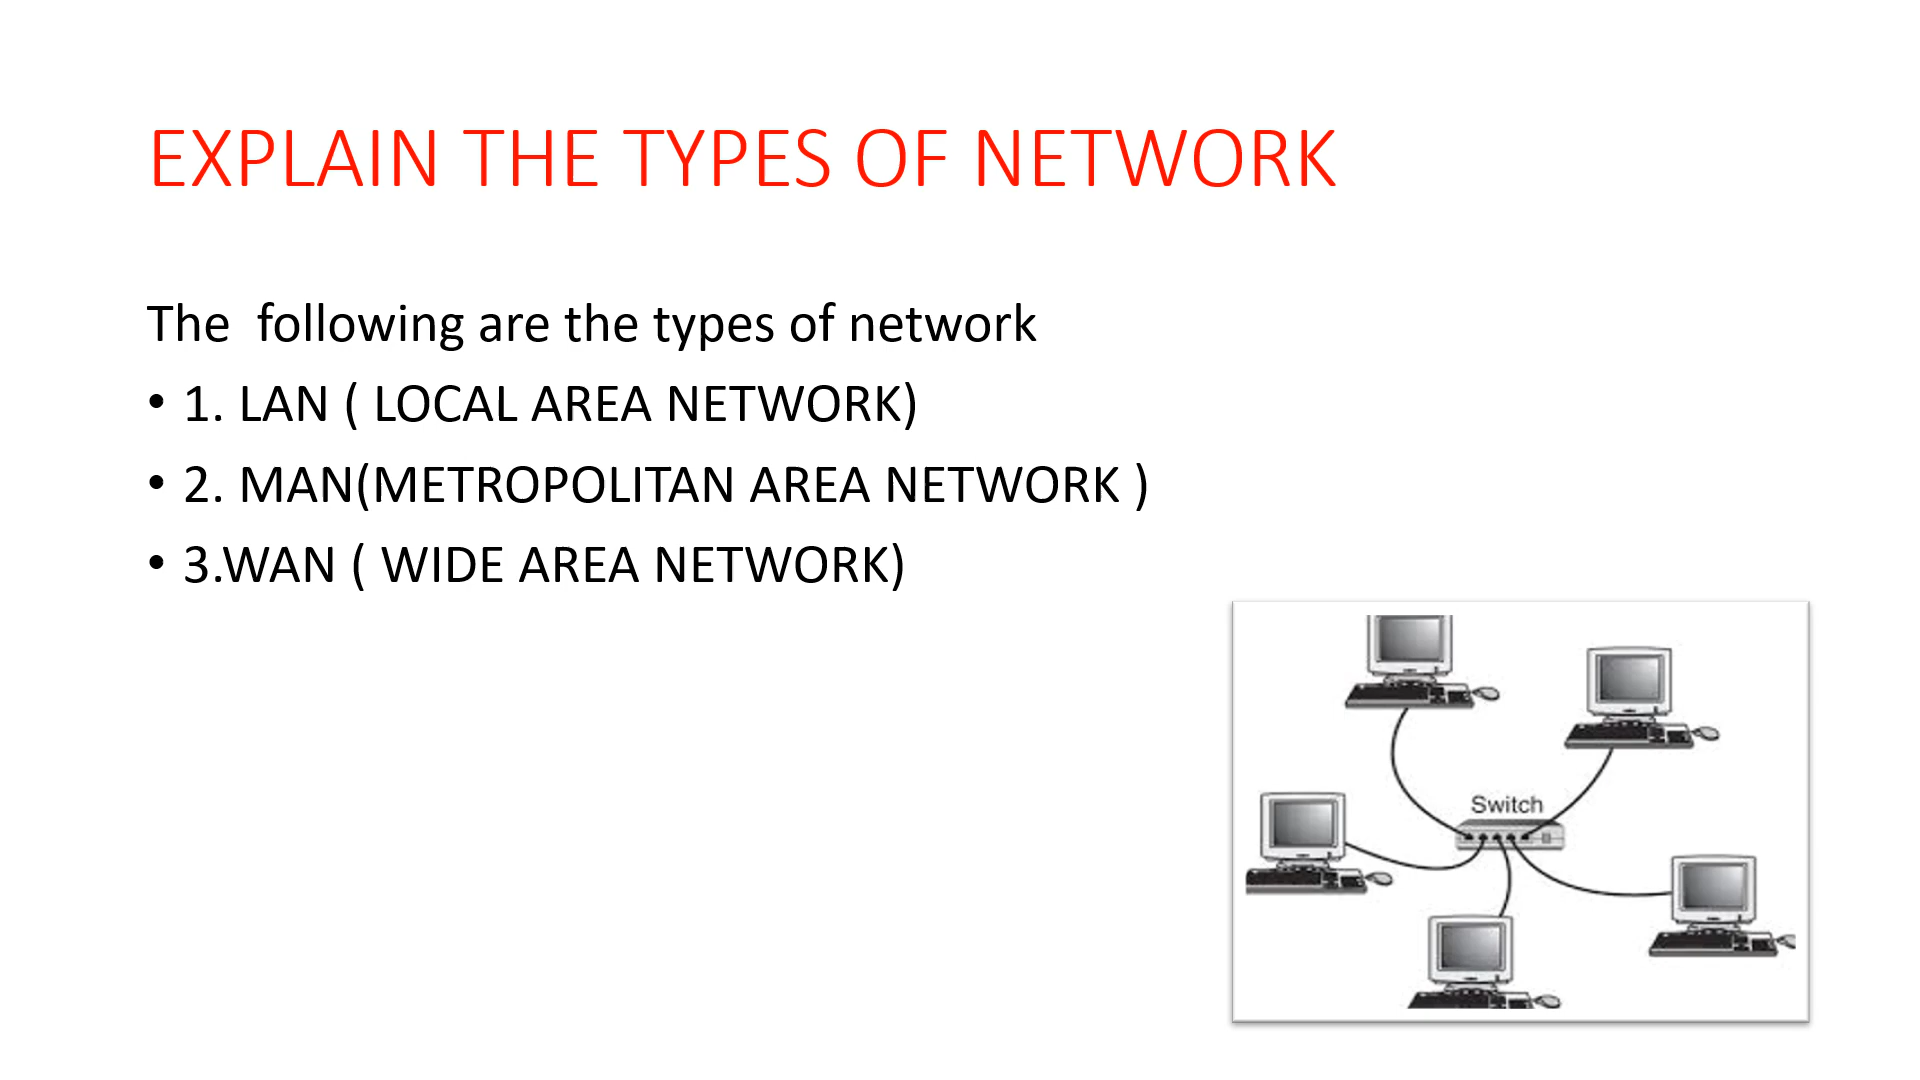 EXPLAIN THE TYPES OF NETWORK
The  following are the types of network
• 1. LAN ( LOCAL AREA NETWORK)
• 2. MAN(METROPOLITAN AREA NETWORK )
• 3.WAN ( WIDE AREA NETWORK)
Switch